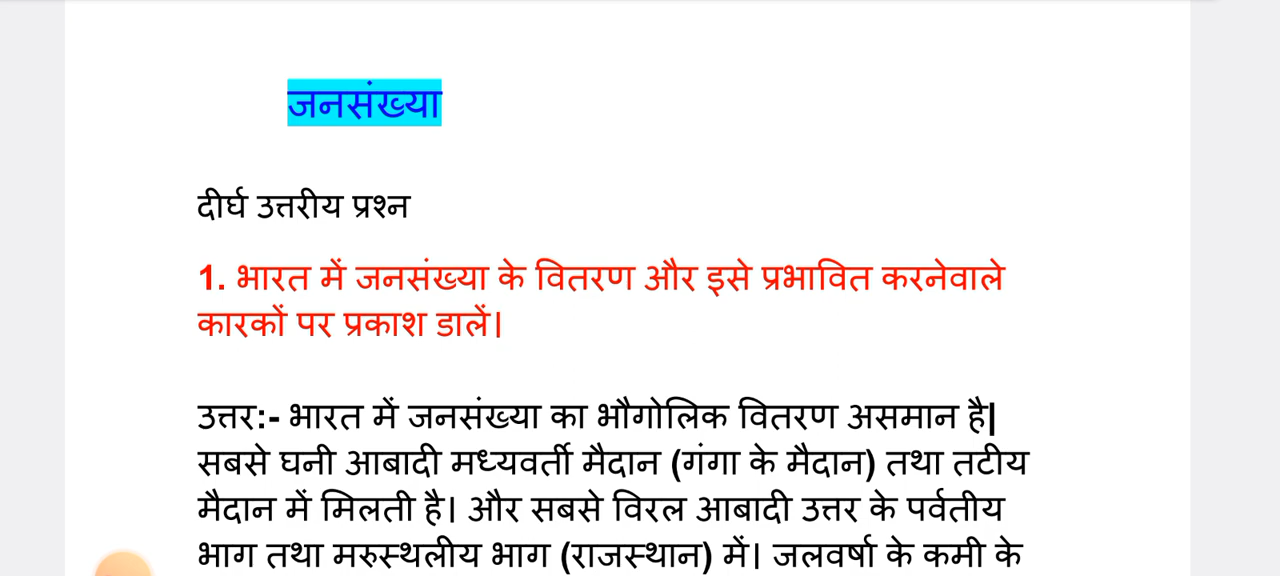 जनसंख्या
दीर्घ उत्तरीय प्रश्न
1. भारत में जनसंख्या के वितरण और इसे प्रभावित करनेवाले
कारकों पर प्रकाश डालें।
उत्तर:- भारत में जनसंख्या का भौगोलिक वितरण असमान है|
सबसे घनी आबादी मध्यवर्ती मैदान (गंगा के मैदान) तथा तटीय
मैदान में मिलती है। और सबसे विरल आबादी उत्तर के पर्वतीय
भाग तथा मरुस्थलीय भाग (राजस्थान) में। जलवर्षा के कमी के